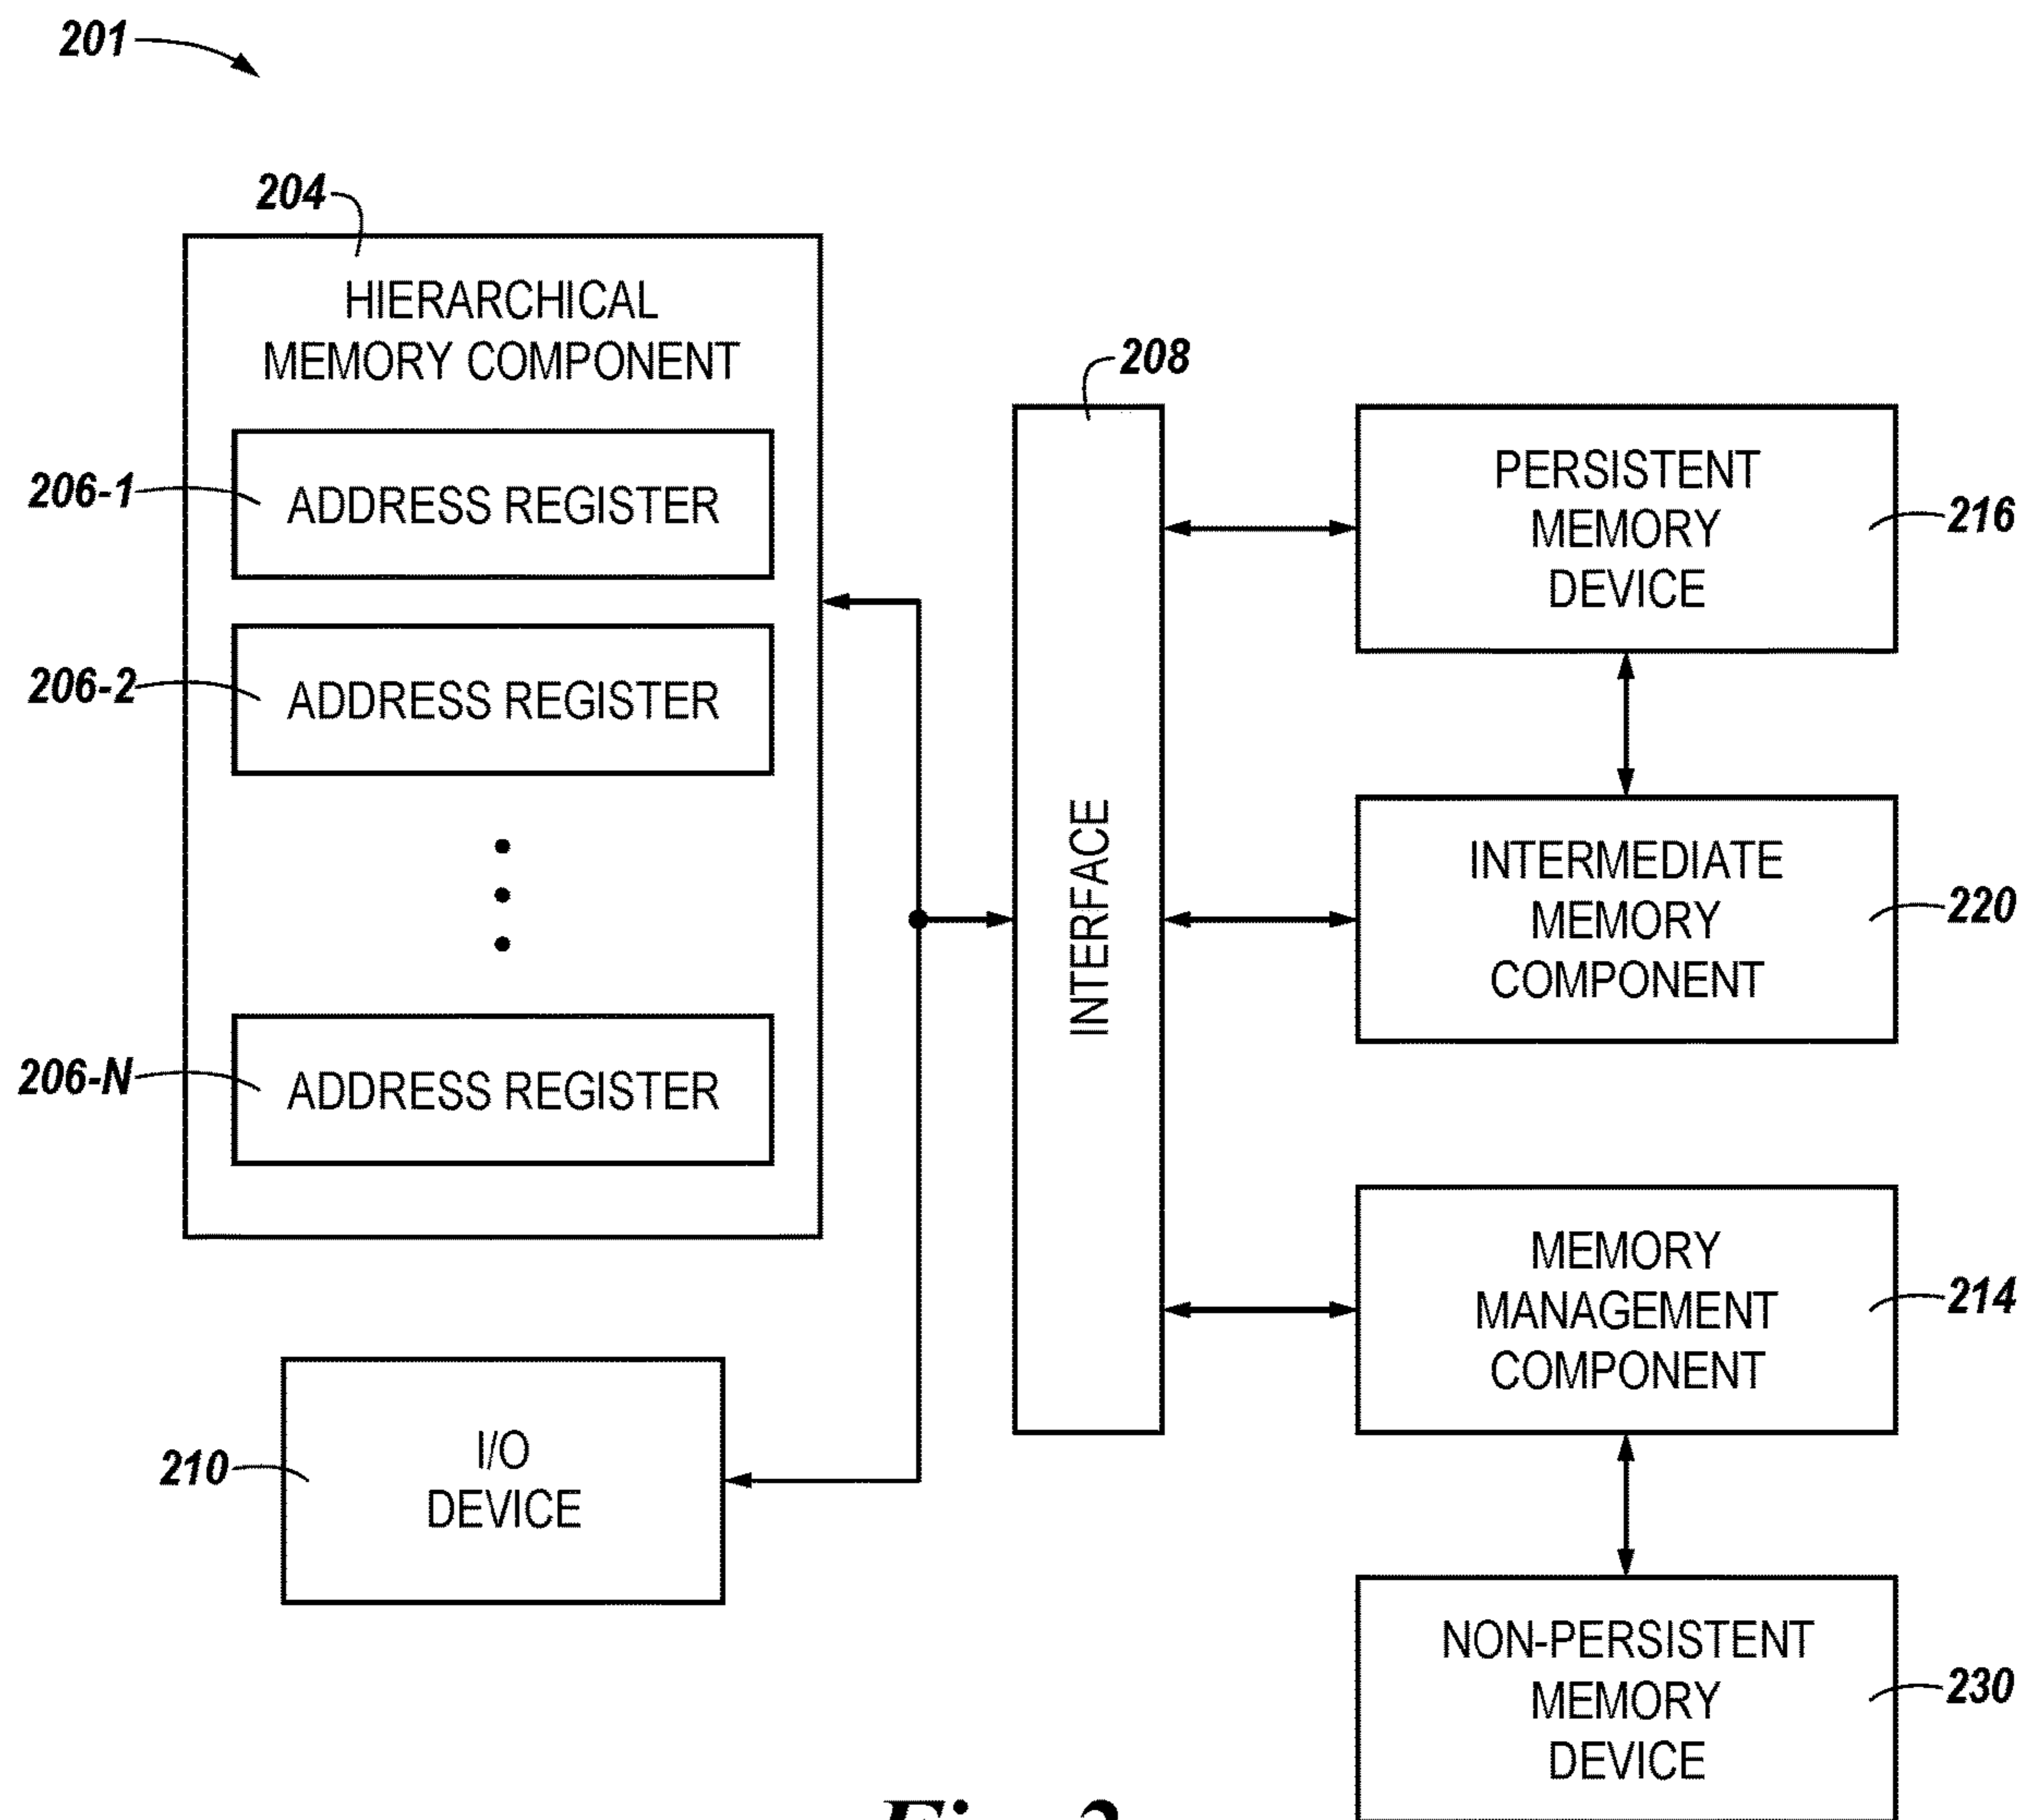 201
204
HIERARCHICAL
MEMORY COMPONENT
206-1
ADDRESS REGISTER
206-2
ADDRESS REGISTER
206-N
ADDRESS REGISTER
210
I/O
DEVICE
208
INTERFACE
PERSISTENT
MEMORY
DEVICE
216
INTERMEDIATE
MEMORY
COMPONENT
220
MEMORY
MANAGEMENT
COMPONENT
214
NON-PERSISTENT
MEMORY
DEVICE
230